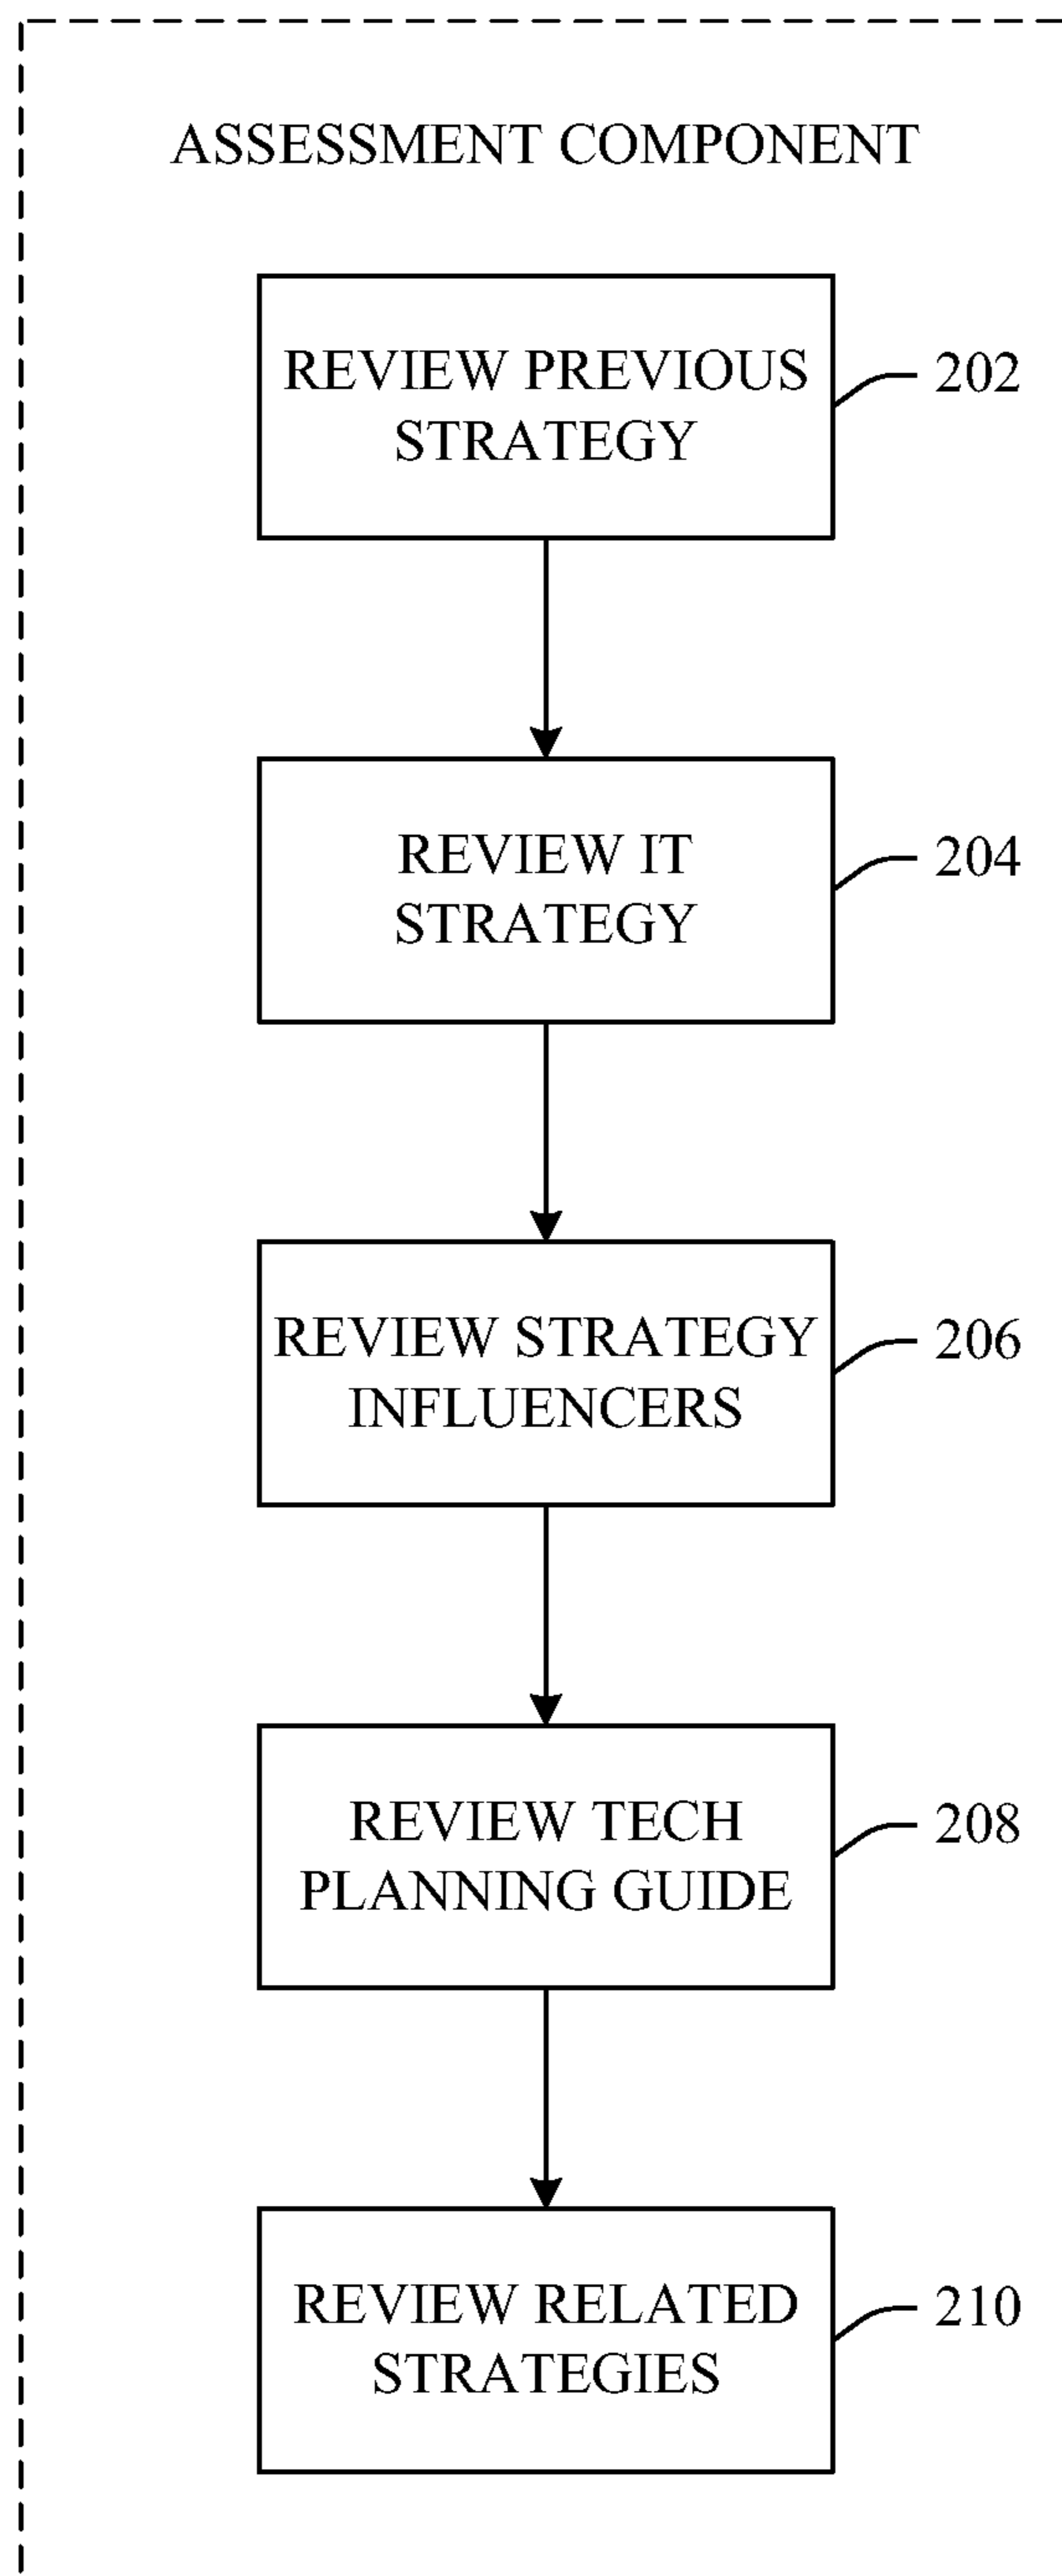 ASSESSMENT COMPONENT
REVIEW PREVIOUS
STRATEGY
202
REVIEW IT
STRATEGY
204
REVIEW STRATEGY
INFLUENCERS
206
REVIEW TECH
PLANNING GUIDE
208
REVIEW RELATED
STRATEGIES
210